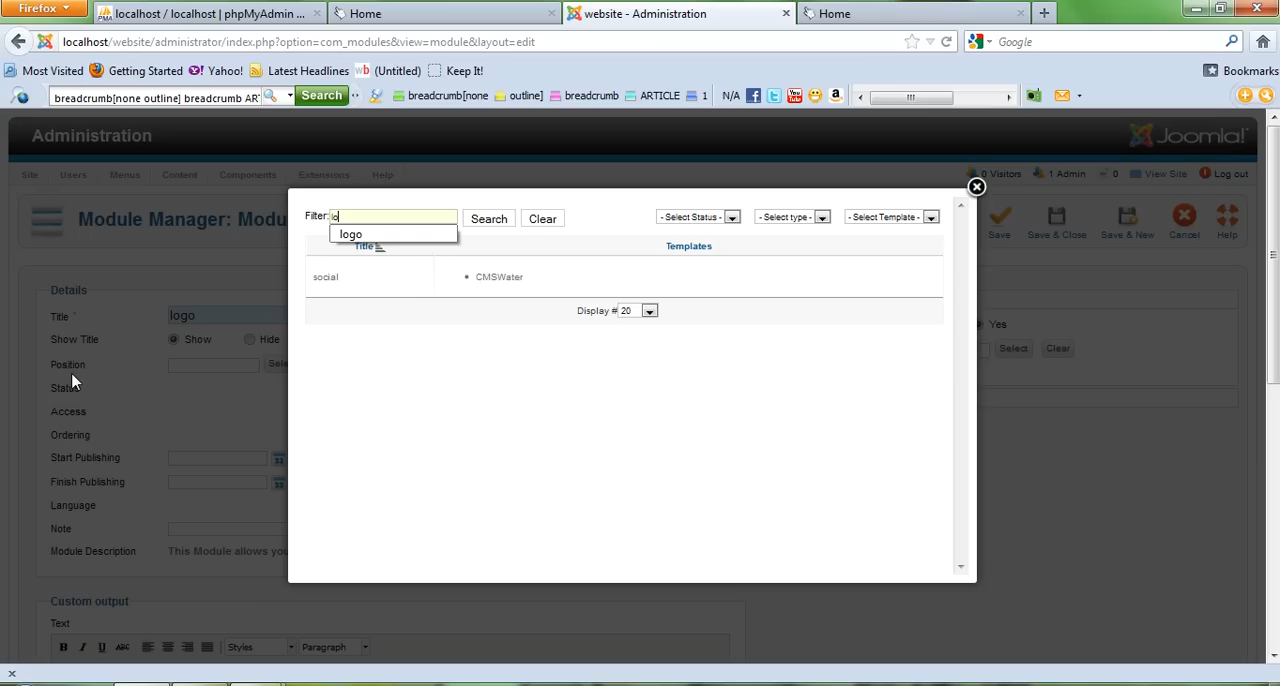 Firefox
localhost / localhost | phpMyAdmin ...
Home
website - Administration
Home
localhost/website/administrator/index.php?option=com_modules&view=module&layout=edit
Google
Most Visited Getting Started Yahoo! Latest Headlines (Untitled) Keep It! Bookmarks
breadcrumb[none outline] breadcrumb AR
Search
breadcrumb[none outline] breadcrumb ARTICLE 1 N/A
Administration
Joomla!
Site Users Menus Content Components Extensions Help
0 Visitors 1 Admin 0 View Site Log out
Module Manager: Modu
Save Save & Close Save & New Cancel Help
Filter: lo
Search Clear
- Select Status - - Select type - - Select Template -
logo
Title Templates
social CMSWater
Display # 20
Details
Title * logo
Show Title Show Hide
Yes
Position Sele
Select Clear
Status
Access
Ordering
Start Publishing
Finish Publishing
Language
Note
Module Description This Module allows yo
Custom output
Text
B I U ABC Styles Paragraph